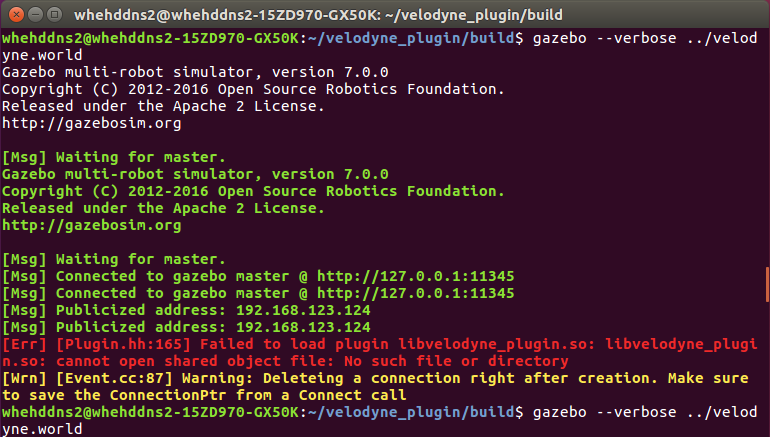 whehddns2@whehddns2-15ZD970-GX50K: ~/velodyne_plugin/build
whehddns2@whehddns2-15ZD970-GX50K:~/velodyne_plugin/build$ gazebo --verbose ../velod
yne.world
Gazebo multi-robot simulator, version 7.0.0
Copyright (C) 2012-2016 Open Source Robotics Foundation.
Released under the Apache 2 License.
http://gazebosim.org

[Msg] Waiting for master.
Gazebo multi-robot simulator, version 7.0.0
Copyright (C) 2012-2016 Open Source Robotics Foundation.
Released under the Apache 2 License.
http://gazebosim.org

[Msg] Waiting for master.
[Msg] Connected to gazebo master @ http://127.0.0.1:11345
[Msg] Connected to gazebo master @ http://127.0.0.1:11345
[Msg] Publicized address: 192.168.123.124
[Msg] Publicized address: 192.168.123.124
[Err] [Plugin.hh:165] Failed to load plugin libvelodyne_plugin.so: libvelodyne_plugi
n.so: cannot open shared object file: No such file or directory
[Wrn] [Event.cc:87] Warning: Deleteing a connection right after creation. Make sure
to save the ConnectionPtr from a Connect call
whehddns2@whehddns2-15ZD970-GX50K:~/velodyne_plugin/build$ gazebo --verbose ../velod
yne.world